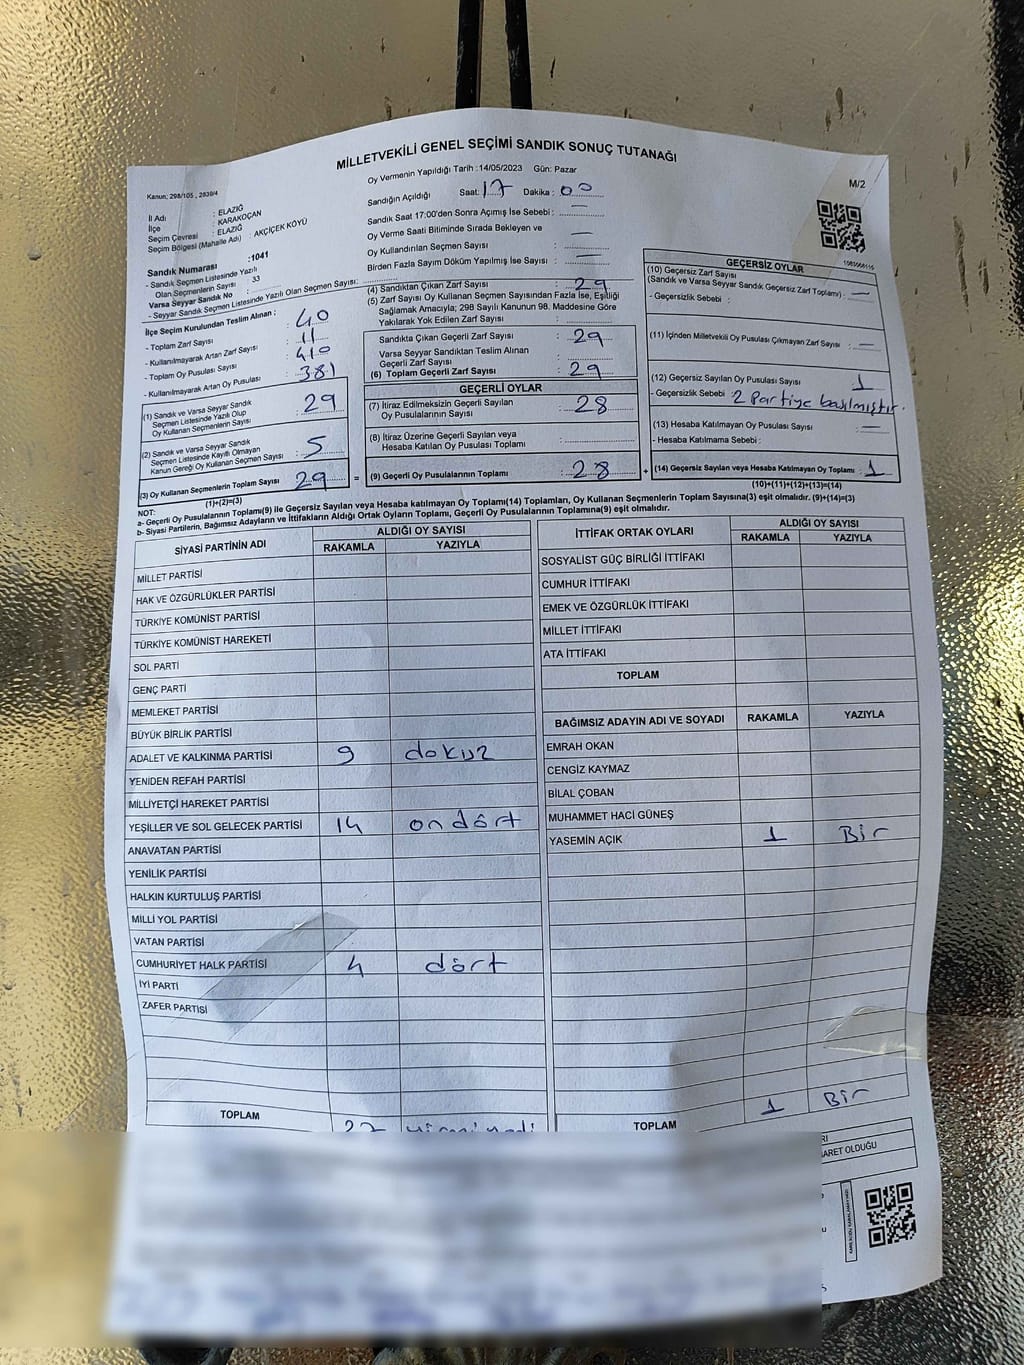 MİLLETVEKİLİ GENEL SEÇİMİ SANDIK SONUÇ TUTANAĞI
Kanun; 298/105 , 2839/4
Oy Vermenin Yapıldığı Tarih :14/05/2023 Gün: Pazar
M/2
İl Adı : ELAZIĞ
İlçe : KARAKOÇAN
Seçim Çevresi : ELAZIĞ
Seçim Bölgesi (Mahalle Adı) : AKÇİÇEK KÖYÜ
Sandık Numarası :1041
- Sandık Seçmen Listesinde Yazılı
Olan Seçmenlerin Sayısı : 33
Varsa Seyyar Sandık No :
- Seyyar Sandık Seçmen Listesinde Yazılı Olan Seçmen Sayısı:
İlçe Seçim Kurulundan Teslim Alınan ;
- Toplam Zarf Sayısı : 40
- Kullanılmayarak Artan Zarf Sayısı : 11
- Toplam Oy Pusulası Sayısı : 410
- Kullanılmayarak Artan Oy Pusulası : 381
(1) Sandık ve Varsa Seyyar Sandık
Seçmen Listesinde Yazılı Olup
Oy Kullanan Seçmenlerin Sayısı : 29
(2) Sandık ve Varsa Seyyar Sandık
Seçmen Listesinde Kayıtlı Olmayan
Kanun Gereği Oy Kullanan Seçmen Sayısı : 5
(3) Oy Kullanan Seçmenlerin Toplam Sayısı : 29
(1)+(2)=(3)
Sandığın Açıldığı Saat: 17 Dakika : 00
Sandık Saat 17:00'den Sonra Açımış İse Sebebi : —
Oy Verme Saati Bitiminde Sırada Bekleyen ve
Oy Kullandırılan Seçmen Sayısı : —
Birden Fazla Sayım Döküm Yapılmış İse Sayısı : —
(4) Sandıktan Çıkan Zarf Sayısı : 29
(5) Zarf Sayısı Oy Kullanan Seçmen Sayısından Fazla İse, Eşitliği
Sağlamak Amacıyla; 298 Sayılı Kanunun 98. Maddesine Göre
Yakılarak Yok Edilen Zarf Sayısı :
Sandıkta Çıkan Geçerli Zarf Sayısı : 29
Varsa Seyyar Sandıktan Teslim Alınan
Geçerli Zarf Sayısı :
(6) Toplam Geçerli Zarf Sayısı : 29
GEÇERLİ OYLAR
(7) İtiraz Edilmeksizin Geçerli Sayılan
Oy Pusulalarının Sayısı : 28
(8) İtiraz Üzerine Geçerli Sayılan veya
Hesaba Katılan Oy Pusulası Toplamı :
= (9) Geçerli Oy Pusulalarının Toplamı : 28
GEÇERSİZ OYLAR
(10) Geçersiz Zarf Sayısı
(Sandık ve Varsa Seyyar Sandık Geçersiz Zarf Toplamı) : —
- Geçersizlik Sebebi :
(11) İçinden Milletvekili Oy Pusulası Çıkmayan Zarf Sayısı : —
(12) Geçersiz Sayılan Oy Pusulası Sayısı : 1
- Geçersizlik Sebebi : 2 Partiye basılmıştır.
(13) Hesaba Katılmayan Oy Pusulası Sayısı : —
- Hesaba Katılmama Sebebi :
+ (14) Geçersiz Sayılan veya Hesaba Katılmayan Oy Toplamı : 1
(10)+(11)+(12)+(13)=(14)
NOT:
a- Geçerli Oy Pusulalarının Toplamı(9) ile Geçersiz Sayılan veya Hesaba katılmayan Oy Toplamı(14) Toplamları, Oy Kullanan Seçmenlerin Toplam Sayısına(3) eşit olmalıdır. (9)+(14)=(3)
b- Siyasi Partilerin, Bağımsız Adayların ve İttifakların Aldığı Ortak Oyların Toplamı, Geçerli Oy Pusulalarının Toplamına(9) eşit olmalıdır.
SİYASİ PARTİNİN ADI ALDIĞI OY SAYISI
RAKAMLA YAZIYLA
MİLLET PARTİSİ
HAK VE ÖZGÜRLÜKLER PARTİSİ
TÜRKİYE KOMÜNİST PARTİSİ
TÜRKİYE KOMÜNİST HAREKETİ
SOL PARTİ
GENÇ PARTİ
MEMLEKET PARTİSİ
BÜYÜK BİRLİK PARTİSİ
ADALET VE KALKINMA PARTİSİ 9 dokuz
YENİDEN REFAH PARTİSİ
MİLLİYETÇİ HAREKET PARTİSİ
YEŞİLLER VE SOL GELECEK PARTİSİ 14 ondört
ANAVATAN PARTİSİ
YENİLİK PARTİSİ
HALKIN KURTULUŞ PARTİSİ
MİLLİ YOL PARTİSİ
VATAN PARTİSİ
CUMHURİYET HALK PARTİSİ 4 dört
İYİ PARTİ
ZAFER PARTİSİ
TOPLAM 27 yirmiyedi
İTTİFAK ORTAK OYLARI ALDIĞI OY SAYISI
RAKAMLA YAZIYLA
SOSYALİST GÜÇ BİRLİĞİ İTTİFAKI
CUMHUR İTTİFAKI
EMEK VE ÖZGÜRLÜK İTTİFAKI
MİLLET İTTİFAKI
ATA İTTİFAKI
TOPLAM
BAĞIMSIZ ADAYIN ADI VE SOYADI RAKAMLA YAZIYLA
EMRAH OKAN
CENGİZ KAYMAZ
BİLAL ÇOBAN
MUHAMMET HACİ GÜNEŞ
YASEMİN AÇIK 1 Bir
TOPLAM 1 Bir
ARET OLDUĞU